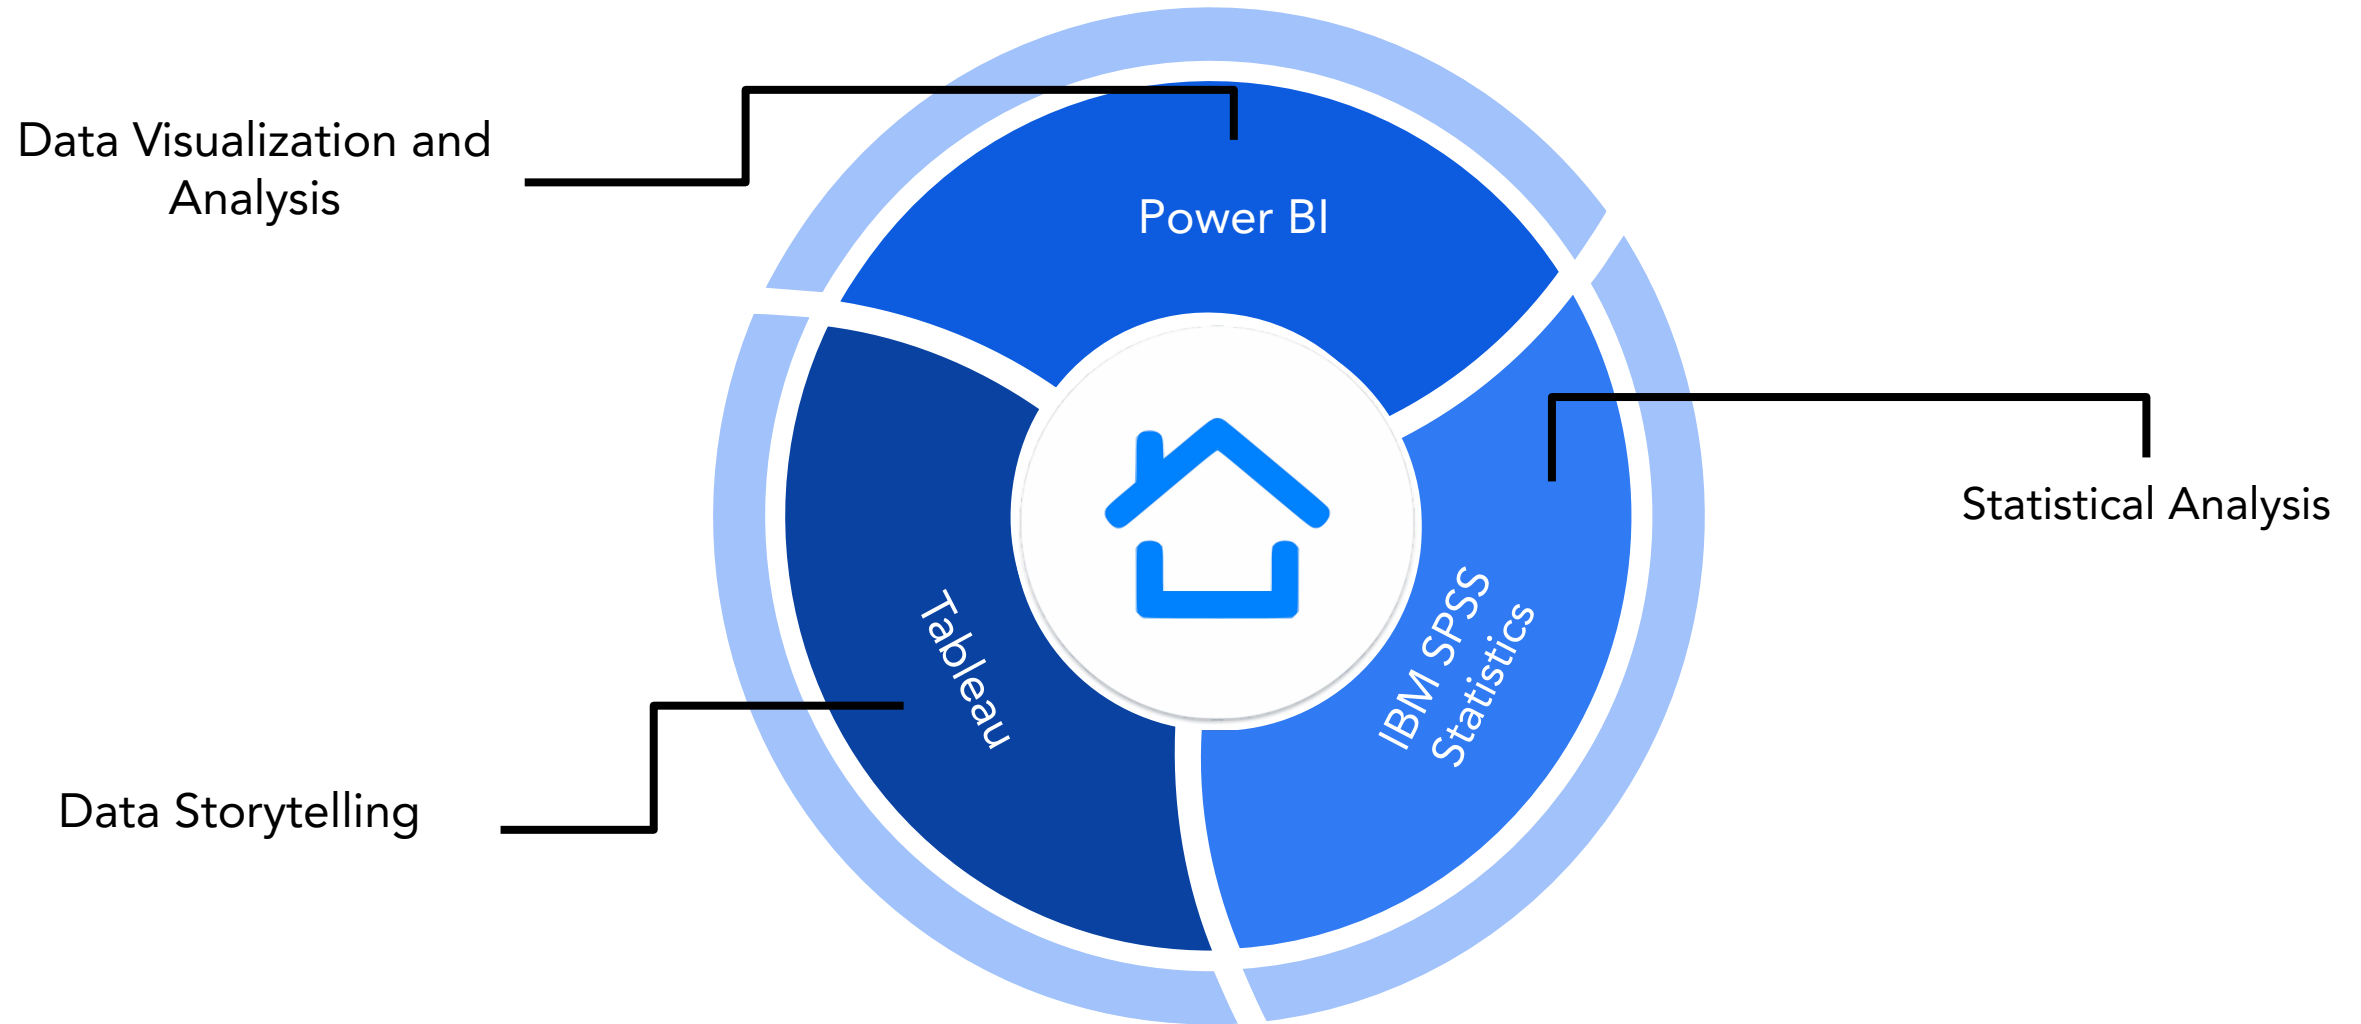 Data Visualization and
Analysis
Power BI
Statistical Analysis
IBM SPSS
Statistics
Tableau
Data Storytelling